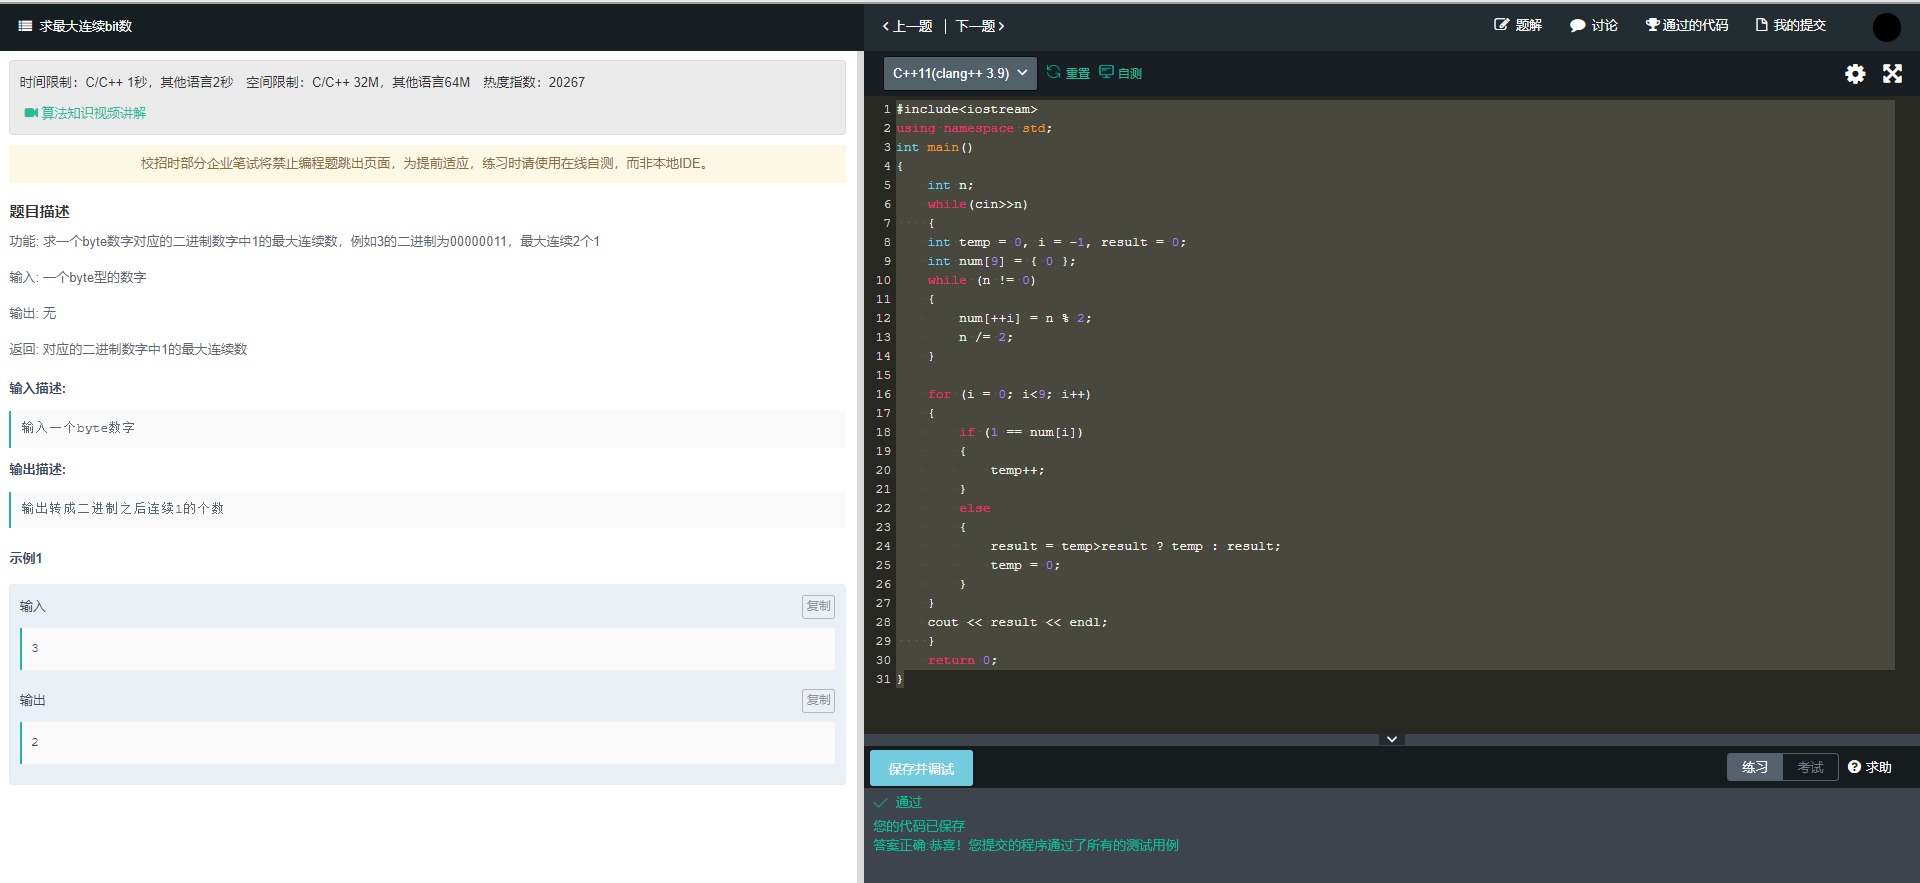 求最大连续bit数
时间限制：C/C++ 1秒，其他语言2秒 空间限制：C/C++ 32M，其他语言64M 热度指数：20267
算法知识视频讲解
校招时部分企业笔试将禁止编程题跳出页面，为提前适应，练习时请使用在线自测，而非本地IDE。
题目描述
功能: 求一个byte数字对应的二进制数字中1的最大连续数，例如3的二进制为00000011，最大连续2个1
输入: 一个byte型的数字
输出: 无
返回: 对应的二进制数字中1的最大连续数
输入描述:
输入一个byte数字
输出描述:
输出转成二进制之后连续1的个数
示例1
输入
复制
3
输出
复制
2
上一题 | 下一题
题解 讨论 通过的代码 我的提交
C++11(clang++ 3.9) 重置 自测
1 #include<iostream>
2 using namespace std;
3 int main()
4 {
5     int n;
6     while(cin>>n)
7     {
8     int temp = 0, i = -1, result = 0;
9     int num[9] = { 0 };
10     while (n != 0)
11     {
12         num[++i] = n % 2;
13         n /= 2;
14     }
15
16     for (i = 0; i<9; i++)
17     {
18         if (1 == num[i])
19         {
20             temp++;
21         }
22         else
23         {
24             result = temp>result ? temp : result;
25             temp = 0;
26         }
27     }
28     cout << result << endl;
29     }
30     return 0;
31 }
保存并调试
练习 考试 求助
通过
您的代码已保存
答案正确:恭喜！您提交的程序通过了所有的测试用例